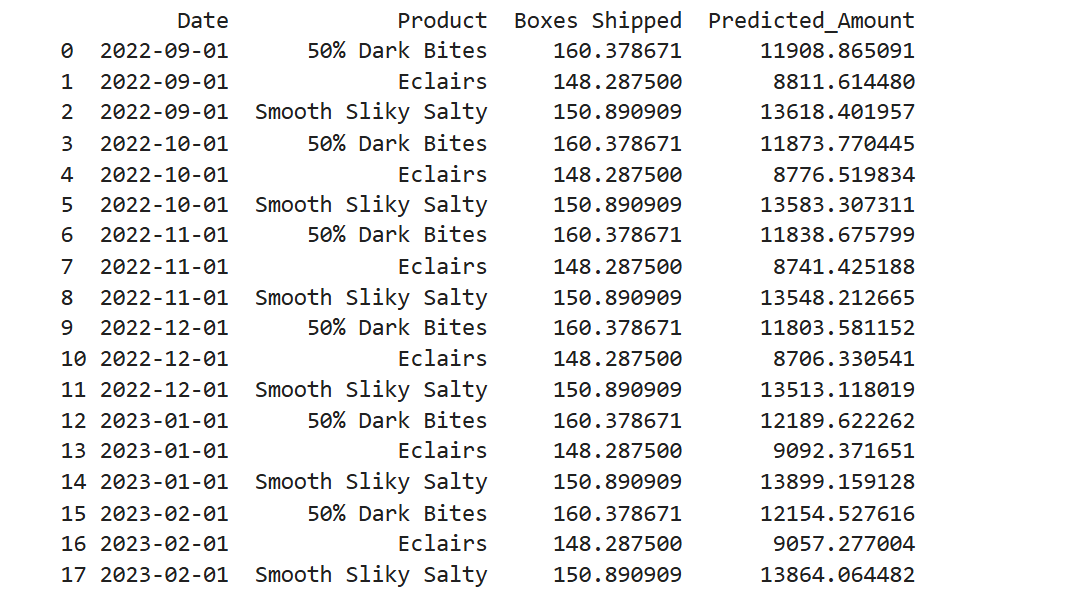 Date Product Boxes Shipped Predicted_Amount
0 2022-09-01 50% Dark Bites 160.378671 11908.865091
1 2022-09-01 Eclairs 148.287500 8811.614480
2 2022-09-01 Smooth Sliky Salty 150.890909 13618.401957
3 2022-10-01 50% Dark Bites 160.378671 11873.770445
4 2022-10-01 Eclairs 148.287500 8776.519834
5 2022-10-01 Smooth Sliky Salty 150.890909 13583.307311
6 2022-11-01 50% Dark Bites 160.378671 11838.675799
7 2022-11-01 Eclairs 148.287500 8741.425188
8 2022-11-01 Smooth Sliky Salty 150.890909 13548.212665
9 2022-12-01 50% Dark Bites 160.378671 11803.581152
10 2022-12-01 Eclairs 148.287500 8706.330541
11 2022-12-01 Smooth Sliky Salty 150.890909 13513.118019
12 2023-01-01 50% Dark Bites 160.378671 12189.622262
13 2023-01-01 Eclairs 148.287500 9092.371651
14 2023-01-01 Smooth Sliky Salty 150.890909 13899.159128
15 2023-02-01 50% Dark Bites 160.378671 12154.527616
16 2023-02-01 Eclairs 148.287500 9057.277004
17 2023-02-01 Smooth Sliky Salty 150.890909 13864.064482